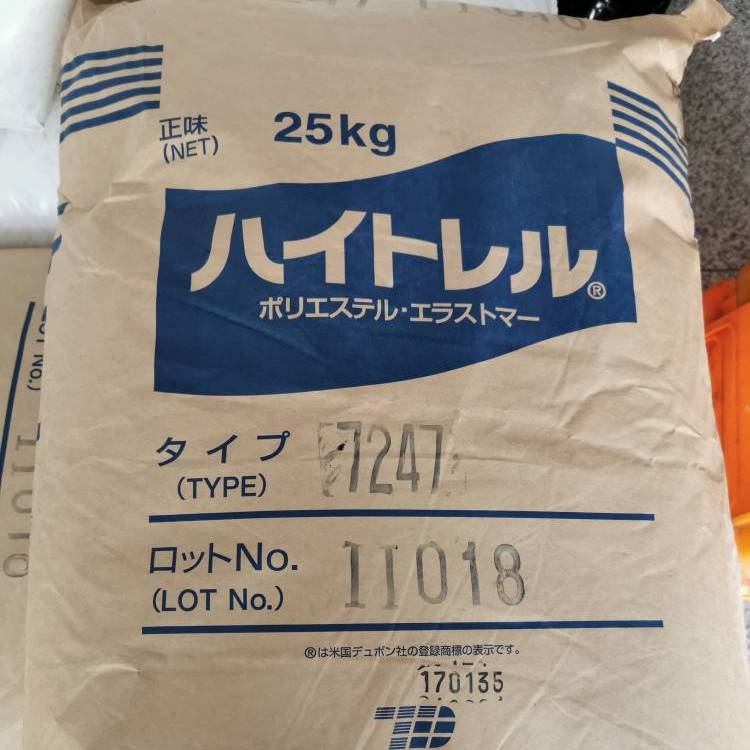 正味 25kg
(NET)
ハイトレル®
ポリエステル・エラストマー
タイプ 7247
(TYPE)
ロットNo. 11018
(LOT No.)
®は米国デュポン社の登録商標の表示です。
170135